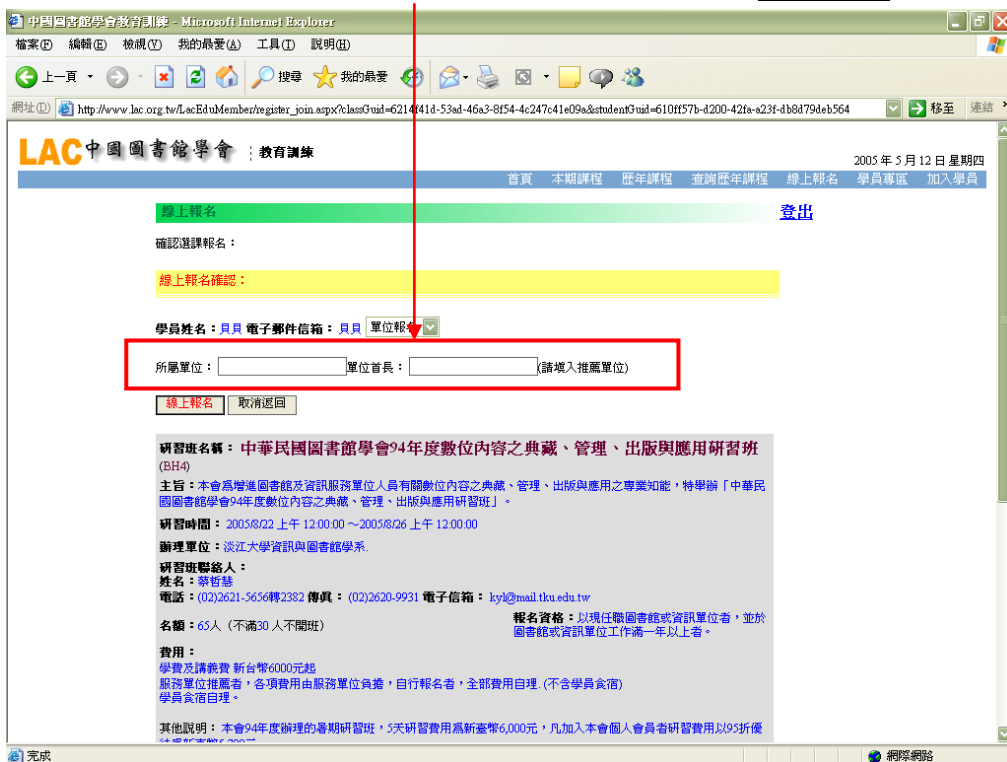 中國圖書館學會教育訓練 - Microsoft Internet Explorer
檔案(F) 編輯(E) 檢視(V) 我的最愛(A) 工具(T) 說明(H)
上一頁 搜尋 我的最愛
網址(D) http://www.lac.org.tw/LacEduMember/register_join.aspx?classGuid=6214f41d-53ad-46a3-8f54-4c247c41e09a&studentGuid=610ff57b-d200-42fa-a23f-db8d79deb564 移至 連結
LAC中國圖書館學會 教育訓練
2005 年 5 月 12 日 星期四
首頁 本期課程 歷年課程 查詢歷年課程 線上報名 學員專區 加入學員
線上報名 登出
確認選課報名：
線上報名確認：
學員姓名：貝貝 電子郵件信箱： 貝貝 單位報名
所屬單位： 單位首長： (請填入推薦單位)
線上報名 取消返回
研習班名稱： 中華民國圖書館學會94年度數位內容之典藏、管理、出版與應用研習班
(BH4)
主旨：本會為增進圖書館及資訊服務單位人員有關數位內容之典藏、管理、出版與應用之專業知能，特舉辦「中華民
國圖書館學會94年度數位內容之典藏、管理、出版與應用研習班」。
研習時間： 2005/8/22 上午 12:00:00 ～2005/8/26 上午 12:00:00
辦理單位：淡江大學資訊與圖書館學系.
研習班聯絡人：
姓名：蔡哲慧
電話：(02)2621-5656轉2382 傳真： (02)2620-9931 電子信箱： kyl@mail.tku.edu.tw
名額：65人（不滿30 人不開班）
報名資格：以現任職圖書館或資訊單位者，並於
圖書館或資訊單位工作滿一年以上者。
費用：
學費及講義費 新台幣6000元起
服務單位推薦者，各項費用由服務單位負擔，自行報名者，全部費用自理.(不含學員食宿)
學員食宿自理。
其他說明： 本會94年度辦理的暑期研習班，5天研習費用為新臺幣6,000元，凡加入本會個人會員者研習費用以95折優
完成 網際網路